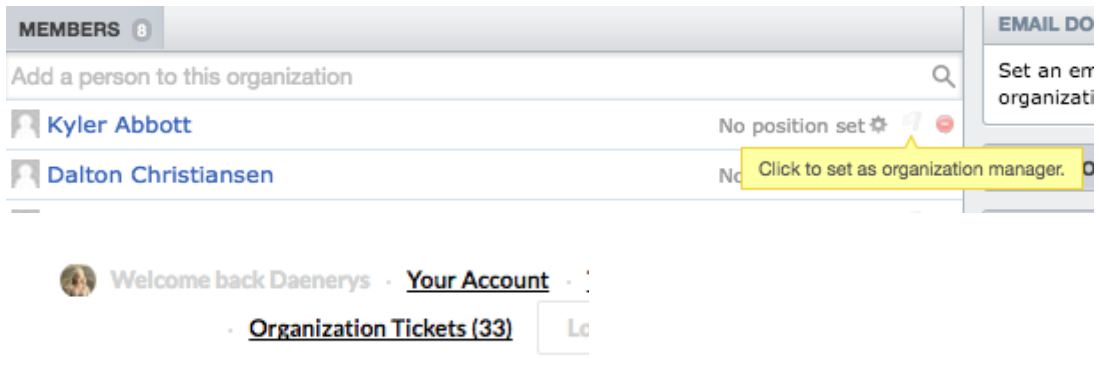 MEMBERS 8
EMAIL DO
Add a person to this organization
Set an em
organizati
Kyler Abbott No position set
Click to set as organization manager.
Dalton Christiansen No
Welcome back Daenerys · Your Account ·
· Organization Tickets (33) Lo